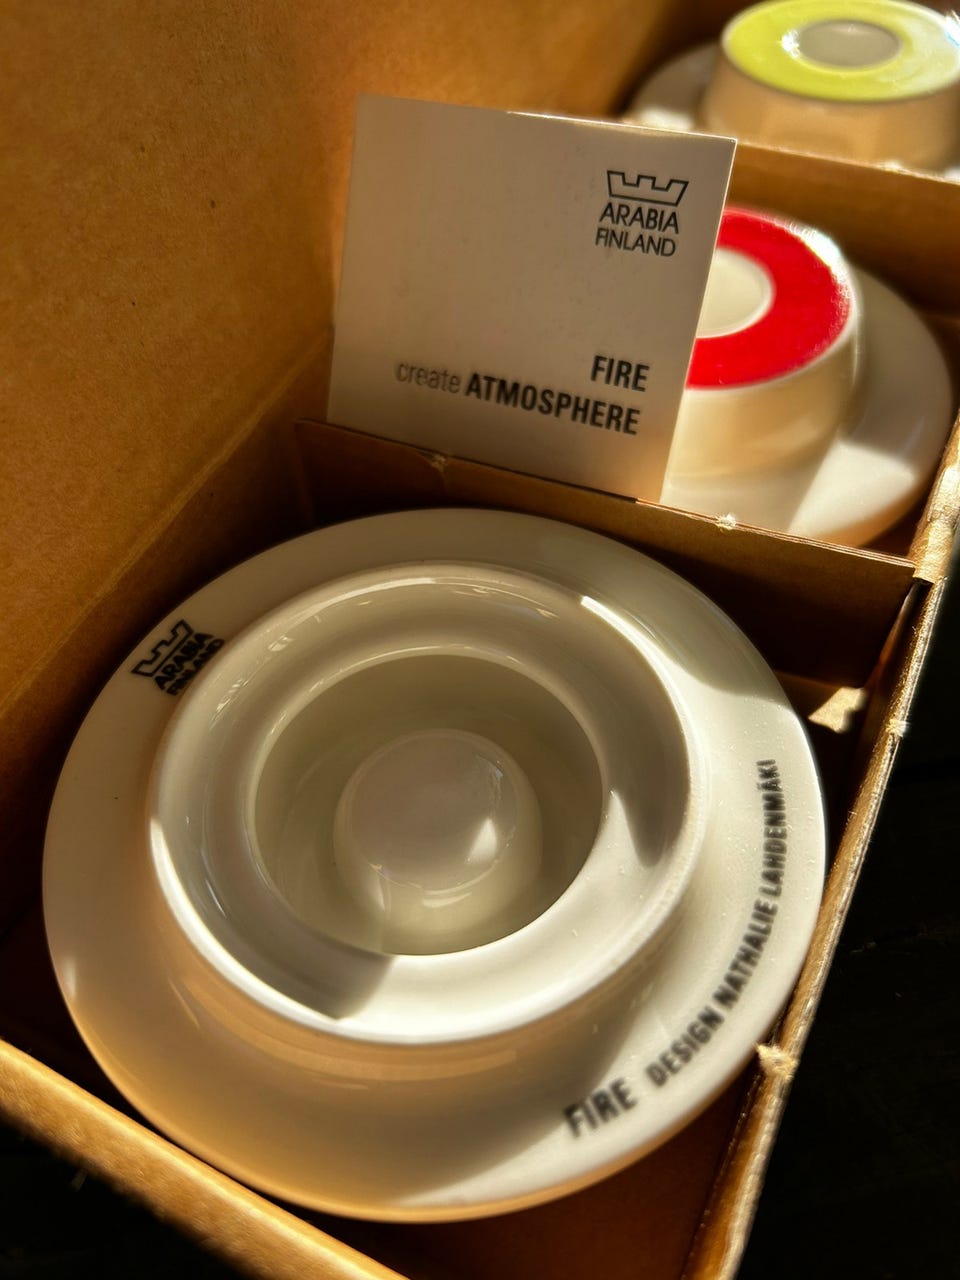 ARABIA
FINLAND
FIRE
create ATMOSPHERE
ARABIA
FINLAND
FIRE DESIGN NATHALIE LAHDENMÄKI